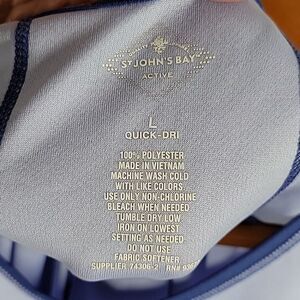 ST JOHN'S BAY
ACTIVE
L
QUICK-DRI
100% POLYESTER
MADE IN VIETNAM
MACHINE WASH COLD
WITH LIKE COLORS
USE ONLY NON-CHLORINE
BLEACH WHEN NEEDED
TUMBLE DRY LOW
IRON ON LOWEST
SETTING AS NEEDED
DO NOT USE
FABRIC SOFTENER
SUPPLIER 74306-2 RN#